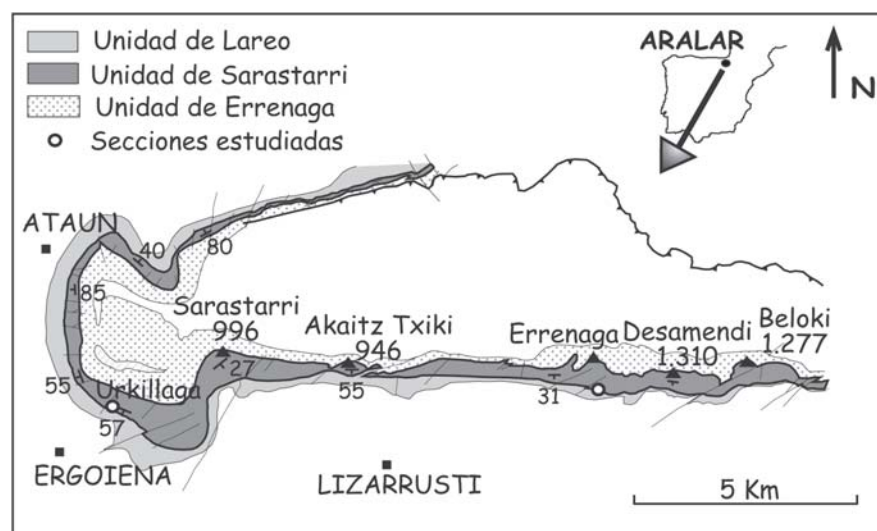 Unidad de Lareo
Unidad de Sarastarri
Unidad de Errenaga
Secciones estudiadas
ARALAR
N
ATAUN
40
80
85
Sarastarri
996
27
Akaitz Txiki
946
55
Errenaga
31
Desamendi
1.310
Beloki
1.277
55
Urkillaga
57
ERGOIENA
LIZARRUSTI
5 Km